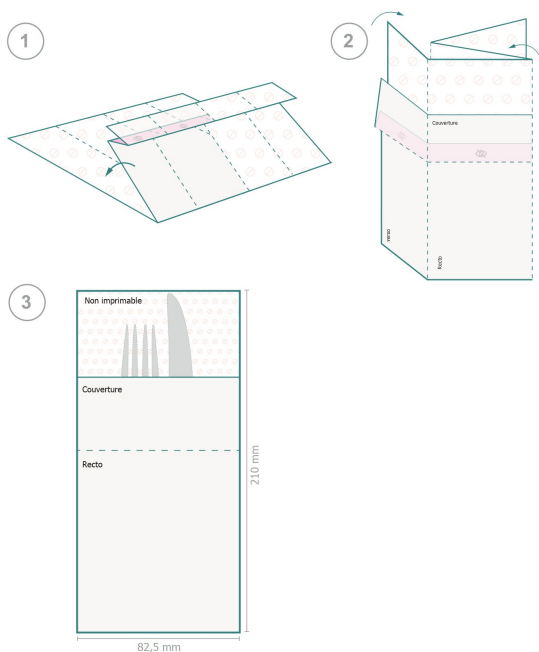 1
2
Couverture
Verso
Recto
3
Non imprimable
Couverture
Recto
210 mm
82,5 mm